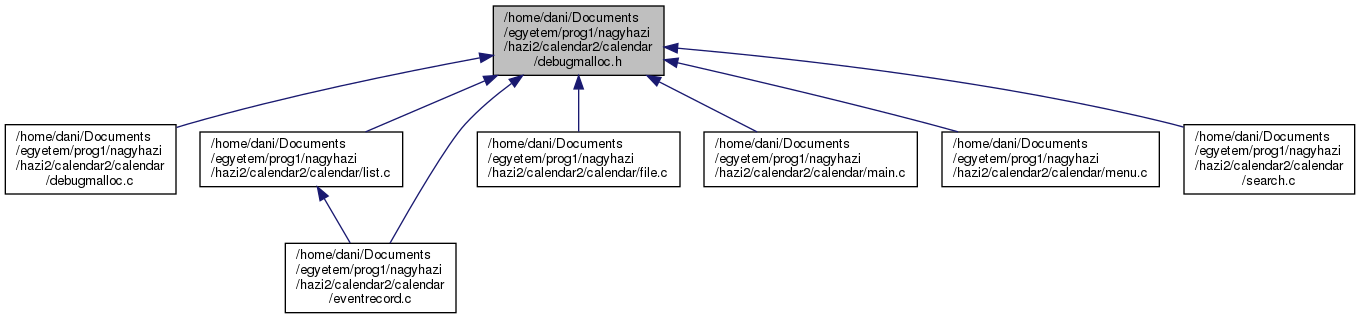 /home/dani/Documents
/egyetem/prog1/nagyhazi
/hazi2/calendar2/calendar
/debugmalloc.h
/home/dani/Documents
/egyetem/prog1/nagyhazi
/hazi2/calendar2/calendar
/debugmalloc.c
/home/dani/Documents
/egyetem/prog1/nagyhazi
/hazi2/calendar2/calendar/list.c
/home/dani/Documents
/egyetem/prog1/nagyhazi
/hazi2/calendar2/calendar/file.c
/home/dani/Documents
/egyetem/prog1/nagyhazi
/hazi2/calendar2/calendar/main.c
/home/dani/Documents
/egyetem/prog1/nagyhazi
/hazi2/calendar2/calendar/menu.c
/home/dani/Documents
/egyetem/prog1/nagyhazi
/hazi2/calendar2/calendar
/search.c
/home/dani/Documents
/egyetem/prog1/nagyhazi
/hazi2/calendar2/calendar
/eventrecord.c